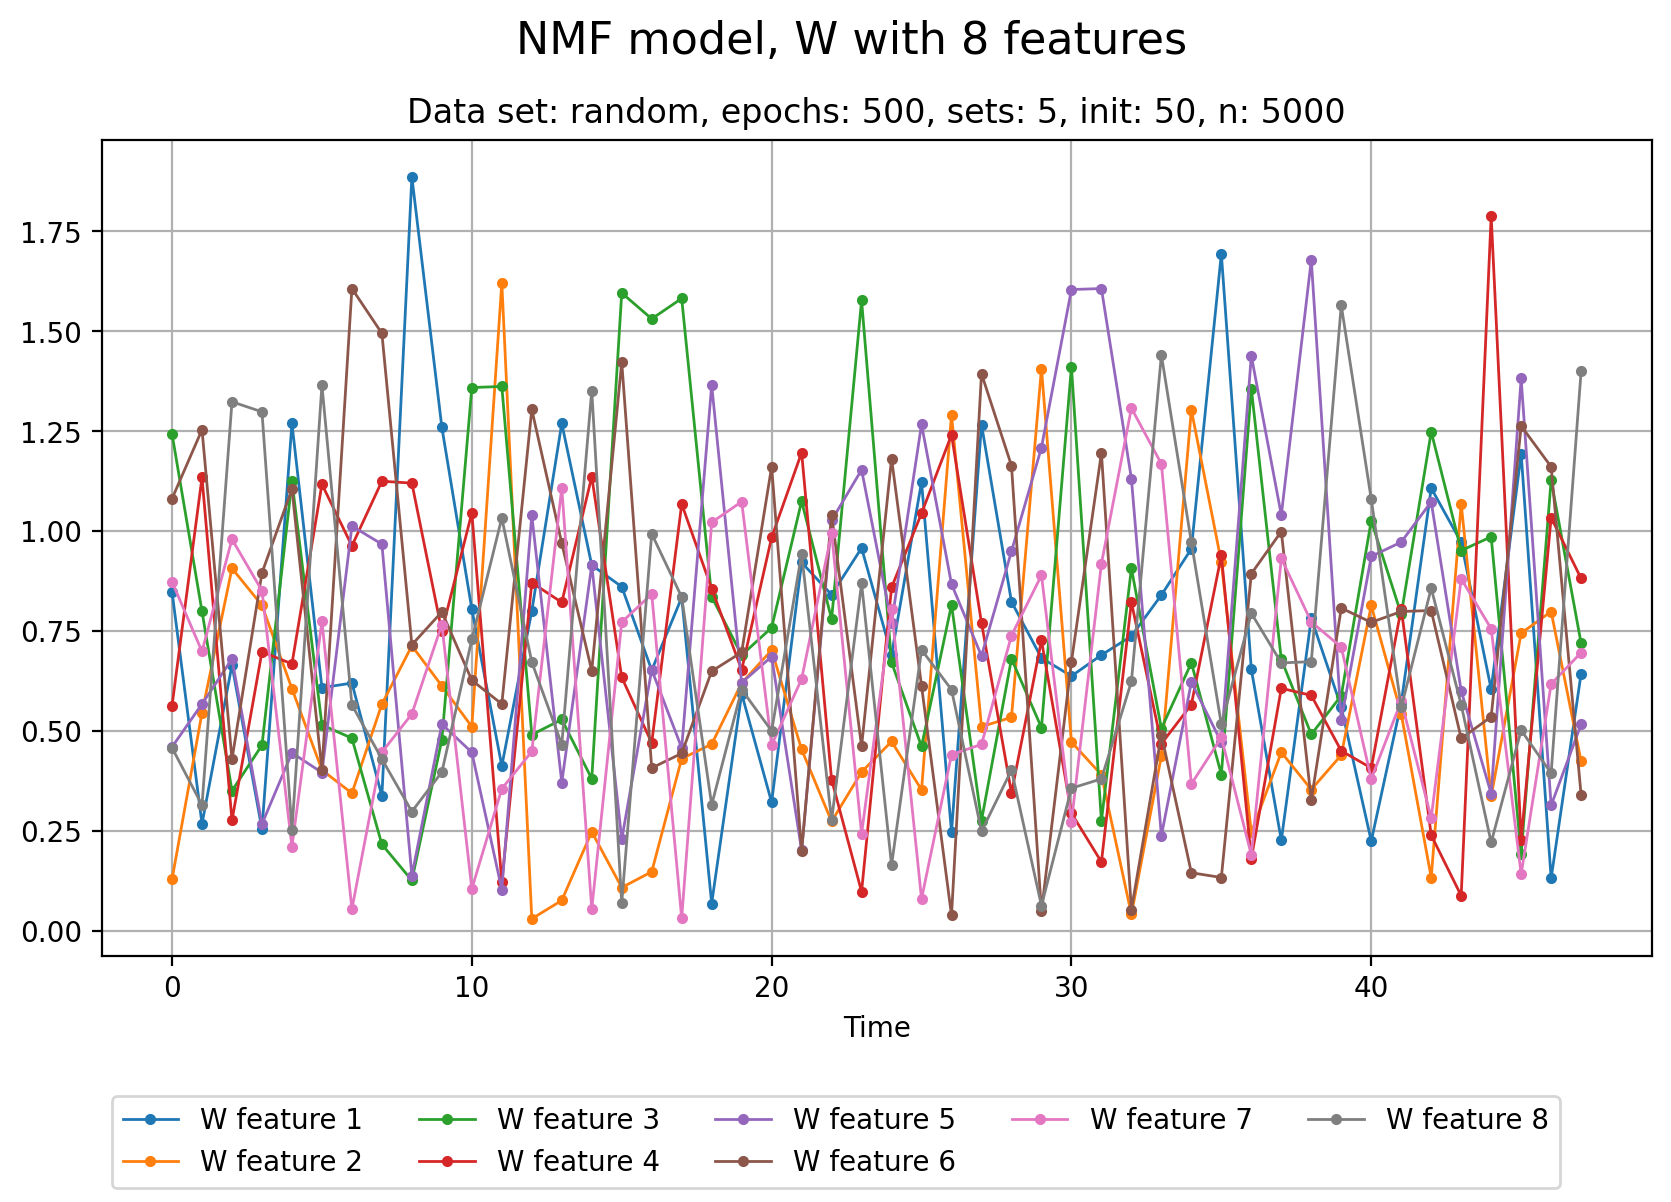 NMF model, W with 8 features
Data set: random, epochs: 500, sets: 5, init: 50, n: 5000
1.75
1.50
1.25
1.00
0.75
0.50
0.25
0.00
0 10 20 30 40
Time
W feature 1 W feature 3 W feature 5 W feature 7 W feature 8
W feature 2 W feature 4 W feature 6